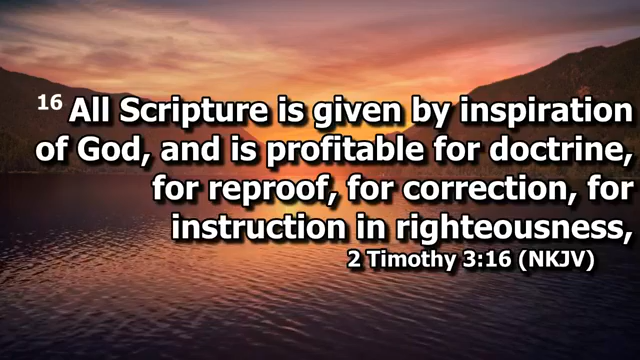 16 All Scripture is given by inspiration
of God, and is profitable for doctrine,
for reproof, for correction, for
instruction in righteousness,
2 Timothy 3:16 (NKJV)